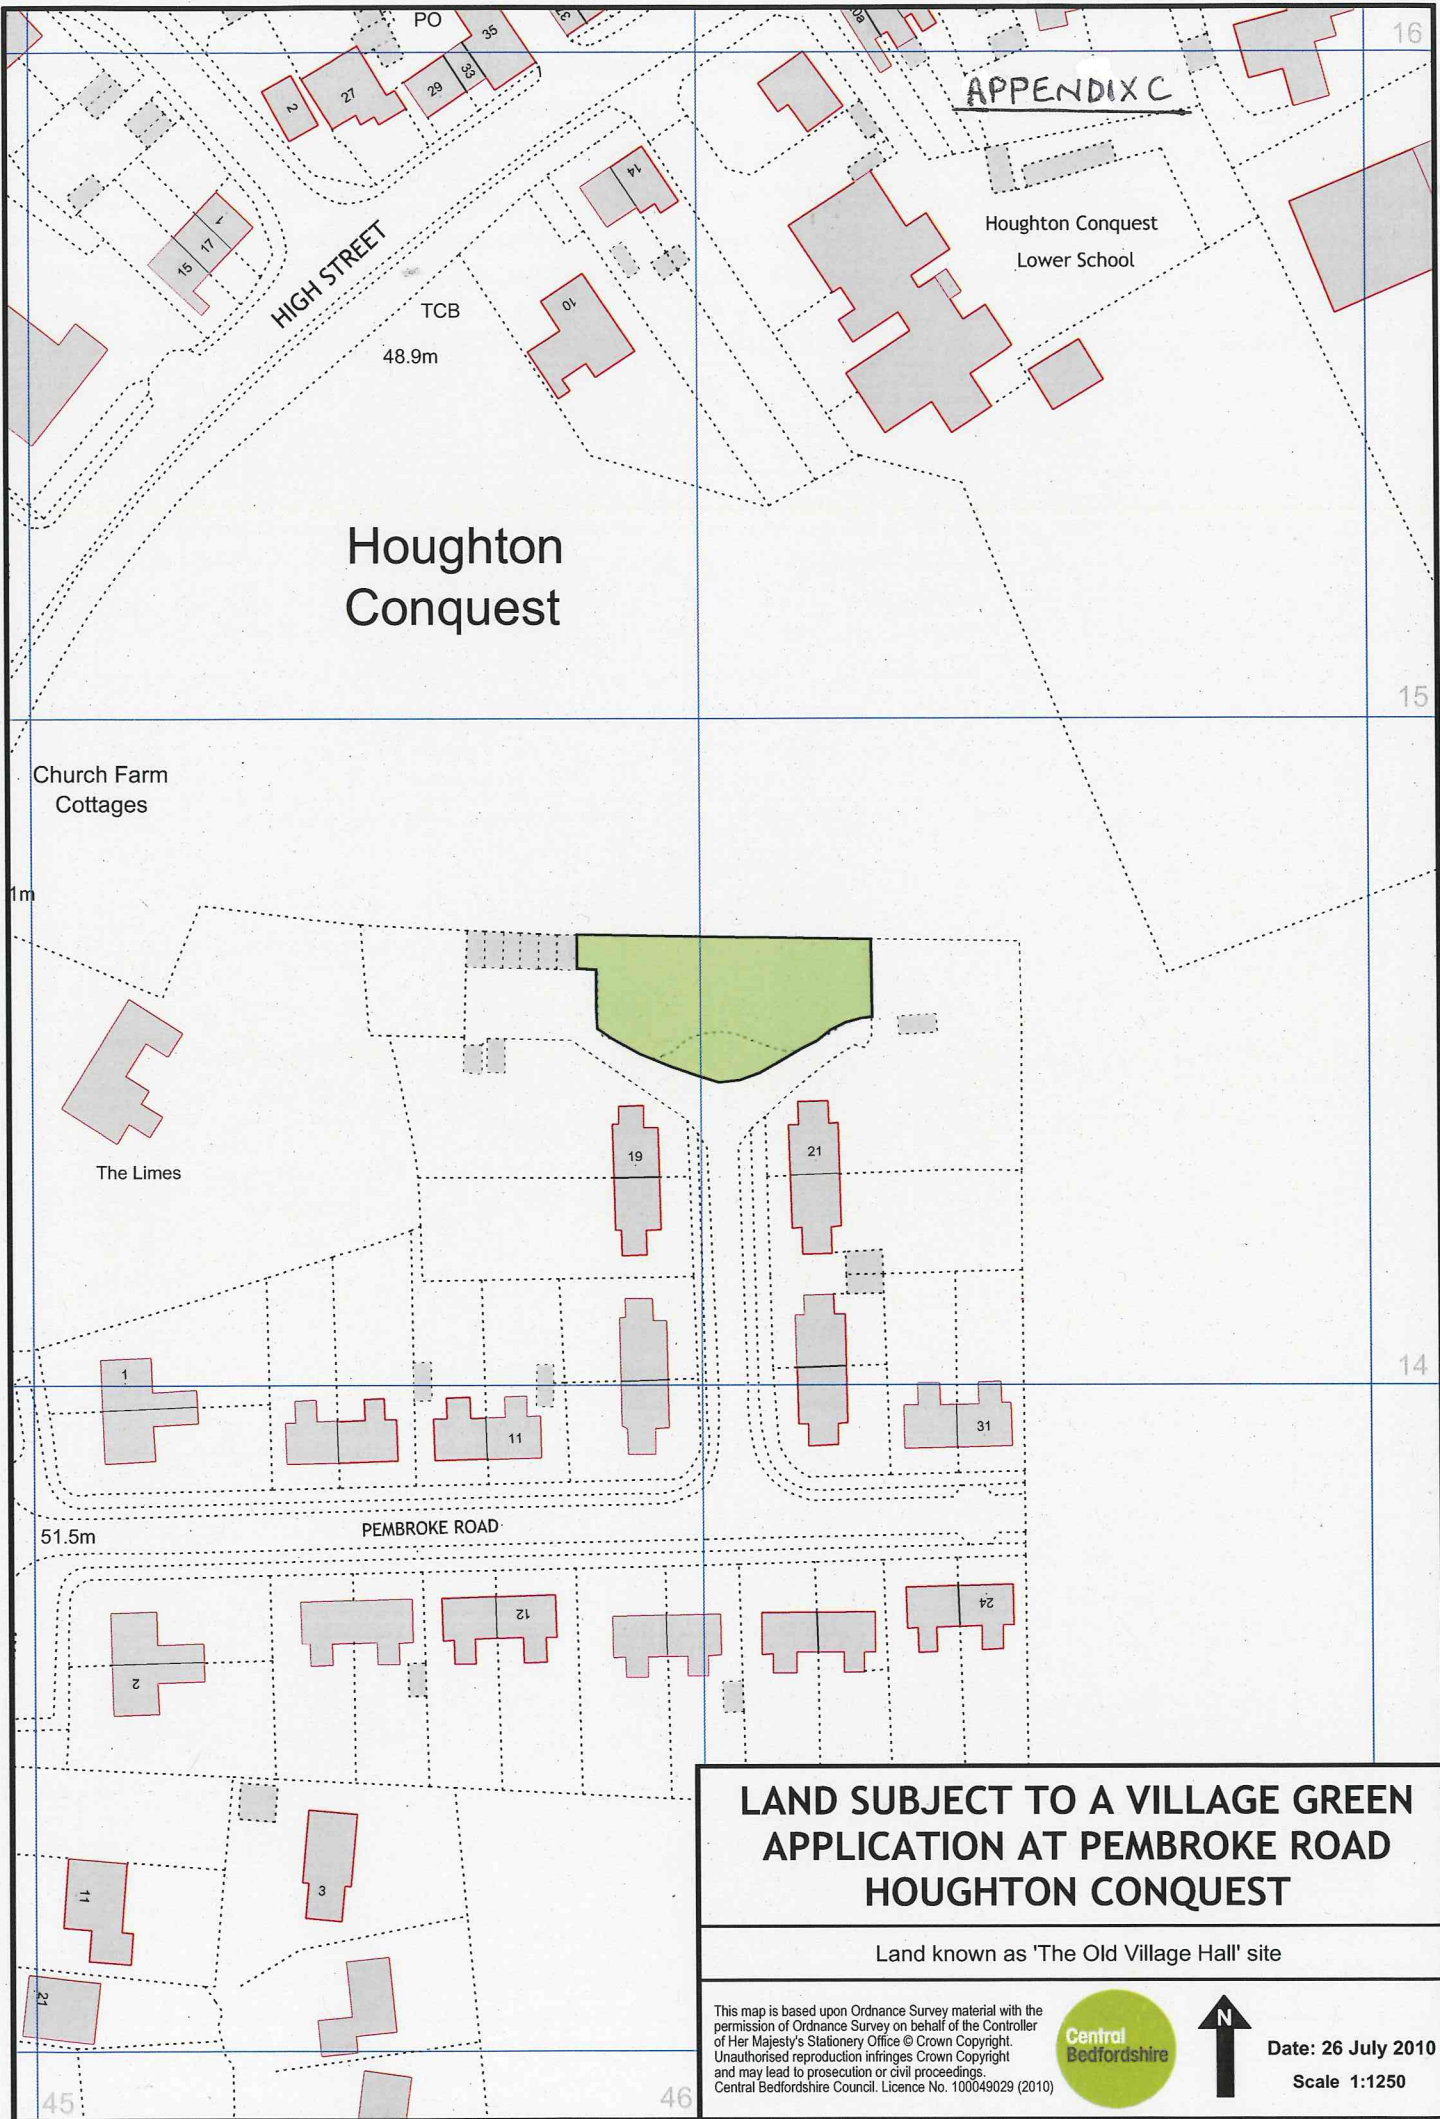 PO
35
37
0a
16
APPENDIX C
2
27
29
33
14
1
17
15
HIGH STREET
Houghton Conquest
Lower School
TCB
10
48.9m
Houghton
Conquest
15
Church Farm
Cottages
1m
The Limes
19
21
1
14
11
31
51.5m
PEMBROKE ROAD
12
24
2
11
3
21
45
46
LAND SUBJECT TO A VILLAGE GREEN
APPLICATION AT PEMBROKE ROAD
HOUGHTON CONQUEST
Land known as 'The Old Village Hall' site
This map is based upon Ordnance Survey material with the
permission of Ordnance Survey on behalf of the Controller
of Her Majesty's Stationery Office © Crown Copyright.
Unauthorised reproduction infringes Crown Copyright
and may lead to prosecution or civil proceedings.
Central Bedfordshire Council. Licence No. 100049029 (2010)
Central
Bedfordshire
N
Date: 26 July 2010
Scale 1:1250